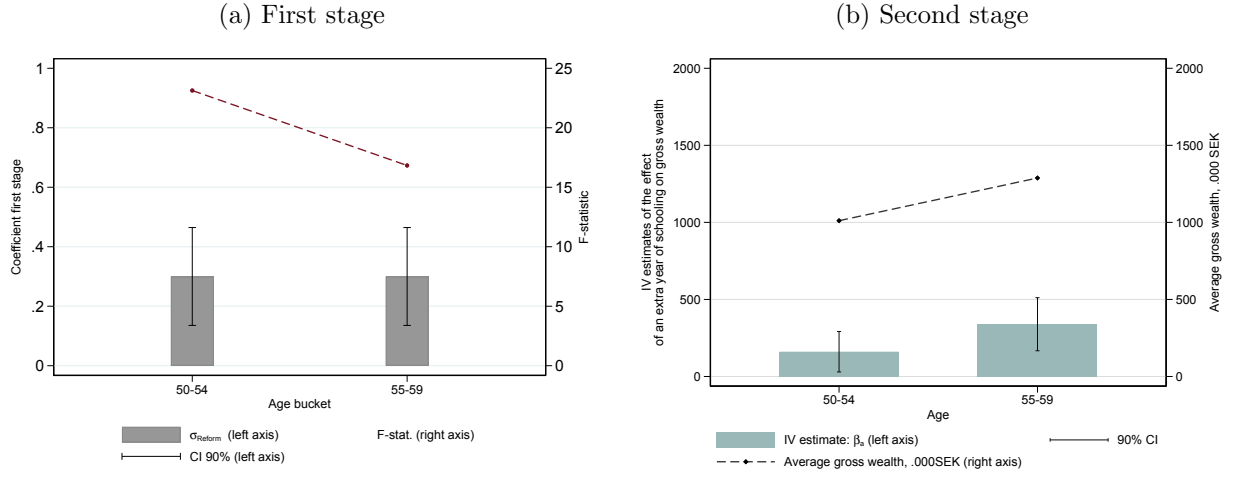 (a) First stage
1
.8
.6
.4
.2
0
Coefficient first stage
25
20
15
10
5
0
F-statistic
50-54
55-59
Age bucket
σReform (left axis)
F-stat. (right axis)
CI 90% (left axis)
(b) Second stage
2000
1500
1000
500
0
IV estimates of the effect
of an extra year of schooling on gross wealth
2000
1500
1000
500
0
Average gross wealth, .000 SEK
50-54
55-59
Age
IV estimate: βa (left axis)
90% CI
Average gross wealth, .000SEK (right axis)